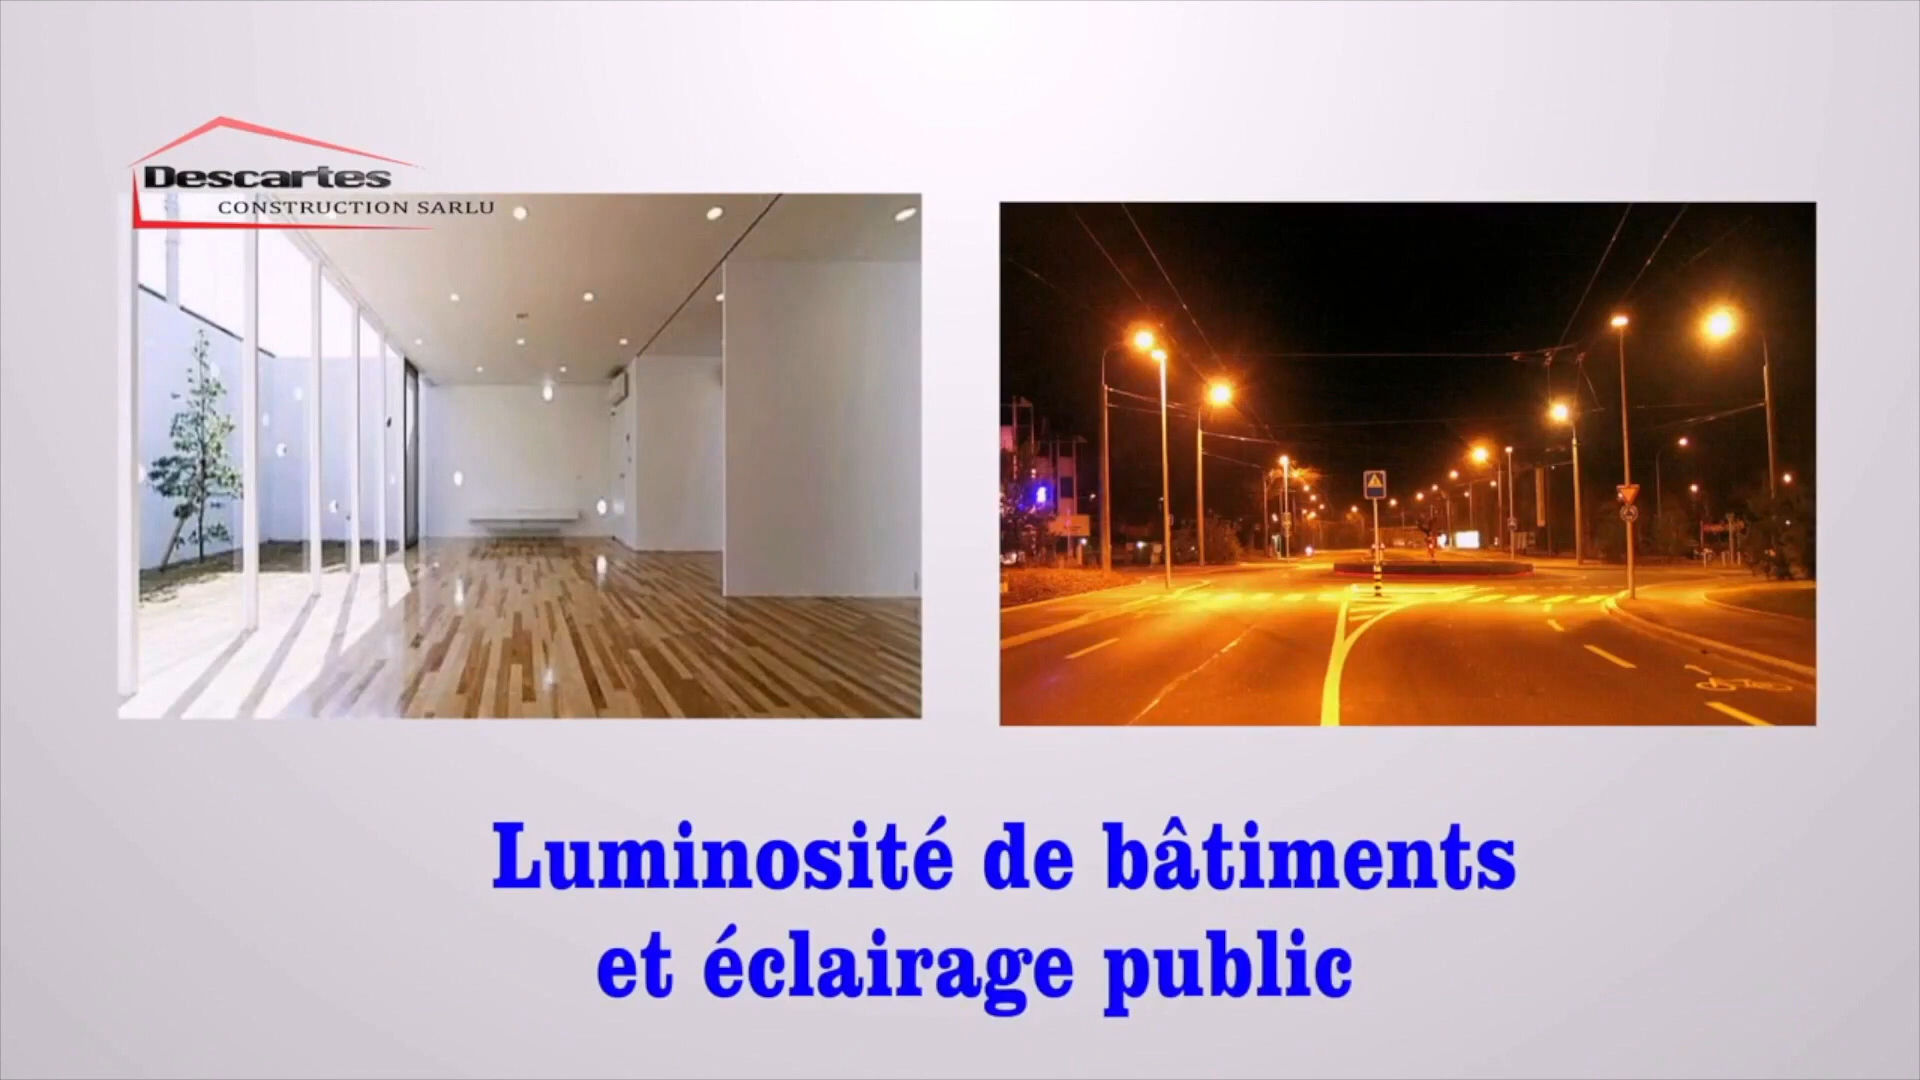 Descartes
CONSTRUCTION SARLU
Luminosité de bâtiments
et éclairage public